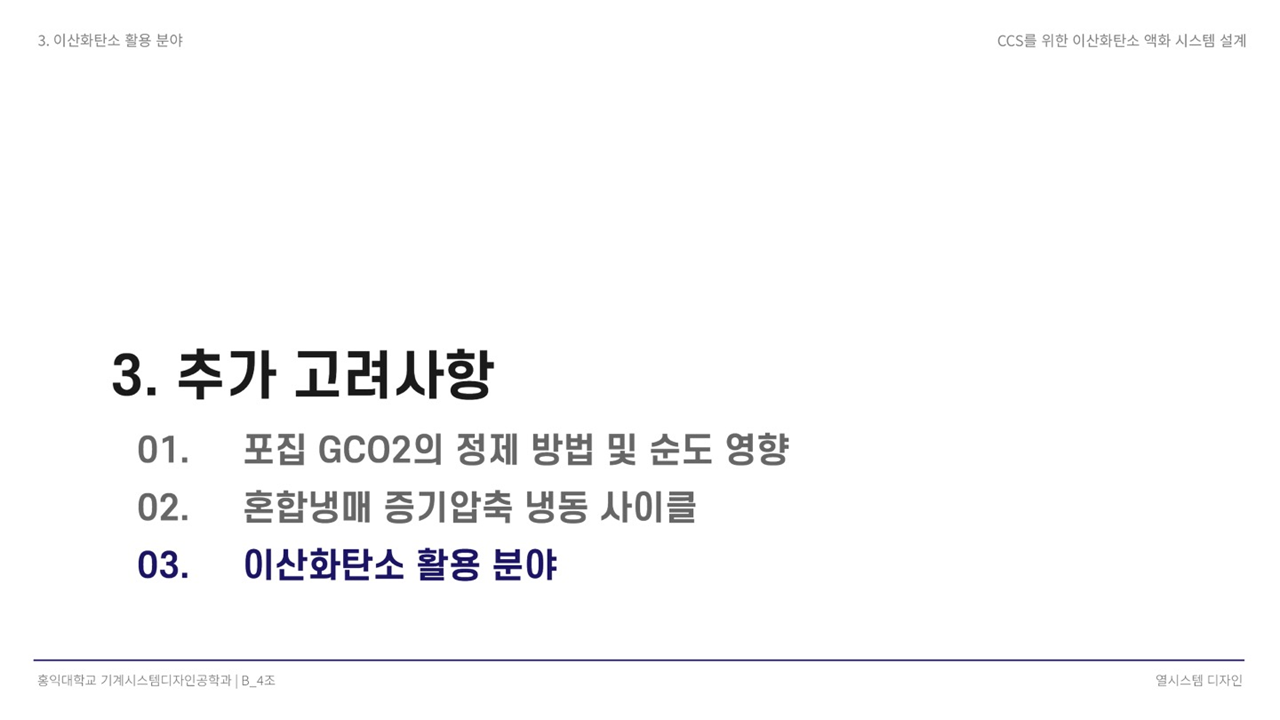 3. 이산화탄소 활용 분야
CCS를 위한 이산화탄소 액화 시스템 설계
3. 추가 고려사항
01. 포집 GCO2의 정제 방법 및 순도 영향
02. 혼합냉매 증기압축 냉동 사이클
03. 이산화탄소 활용 분야
홍익대학교 기계시스템디자인공학과 | B_4조
열시스템 디자인